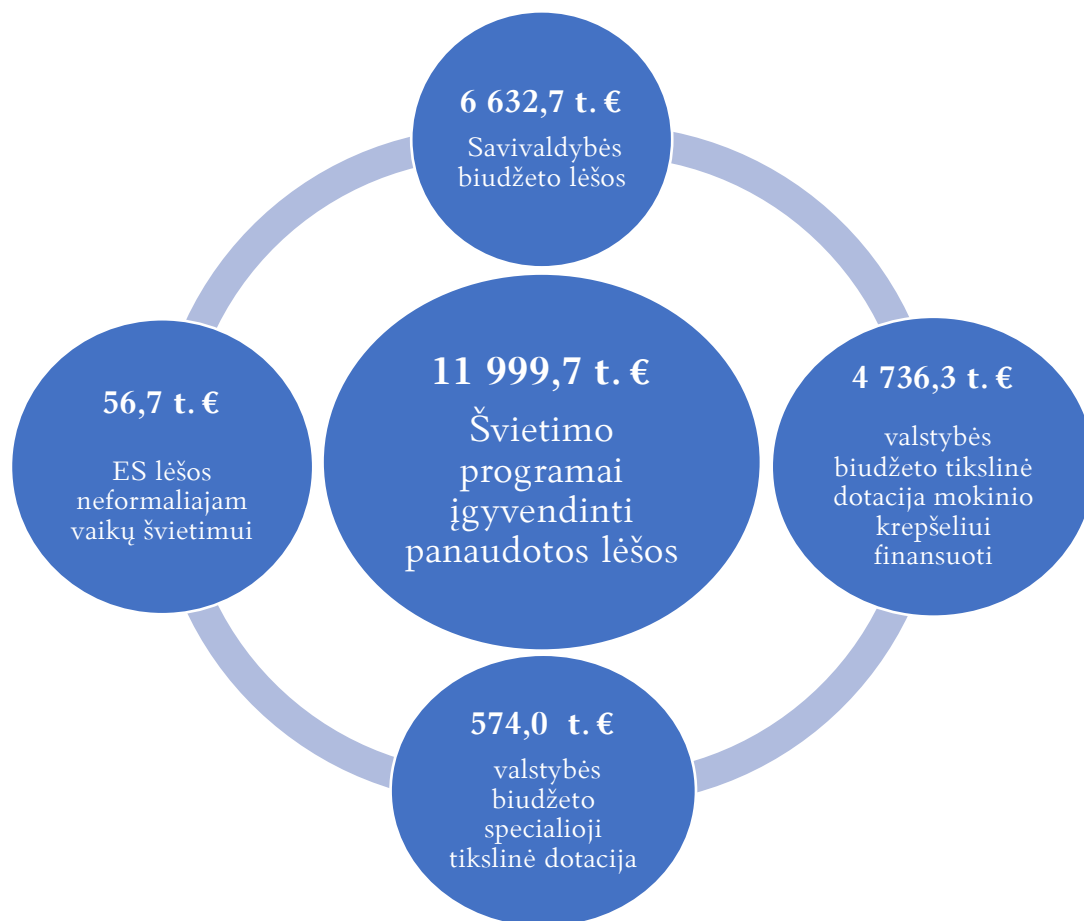 6 632,7 t. €
Savivaldybės
biudžeto lėšos
56,7 t. €
ES lėšos
neformaliajam
vaikų švietimui
11 999,7 t. €
Švietimo
programai
įgyvendinti
panaudotos lėšos
4 736,3 t. €
valstybės
biudžeto tikslinė
dotacija mokinio
krepšeliui
finansuoti
574,0 t. €
valstybės
biudžeto
specialioji
tikslinė dotacija